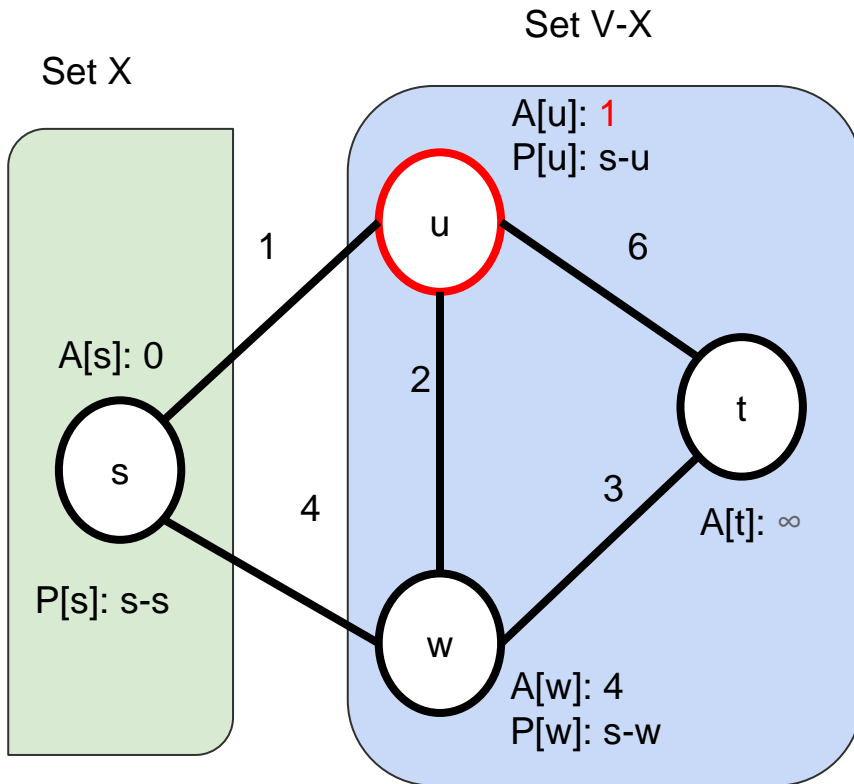 Set V-X
Set X
A[u]: 1
P[u]: s-u
u
1
6
A[s]: 0
2
t
s
4
3
A[t]: ∞
P[s]: s-s
w
A[w]: 4
P[w]: s-w